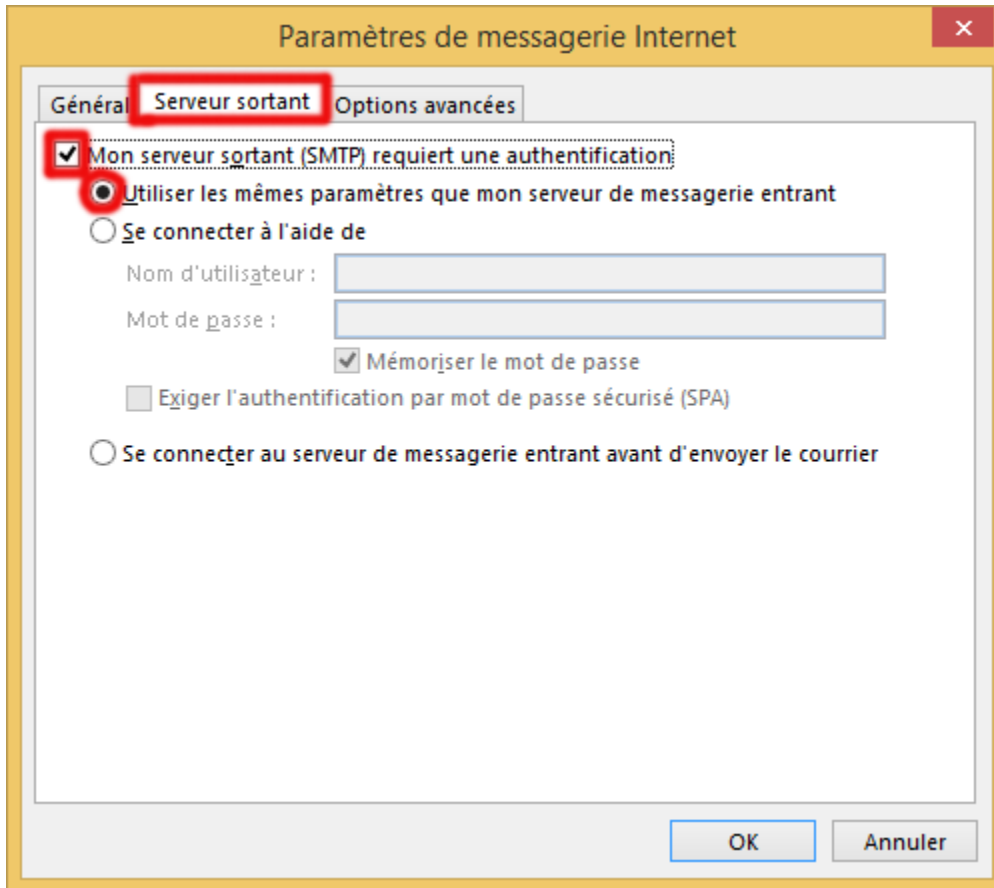 Paramètres de messagerie Internet
Général Serveur sortant Options avancées
Mon serveur sortant (SMTP) requiert une authentification
Utiliser les mêmes paramètres que mon serveur de messagerie entrant
Se connecter à l'aide de
Nom d'utilisateur :
Mot de passe :
Mémoriser le mot de passe
Exiger l'authentification par mot de passe sécurisé (SPA)
Se connecter au serveur de messagerie entrant avant d'envoyer le courrier
OK Annuler